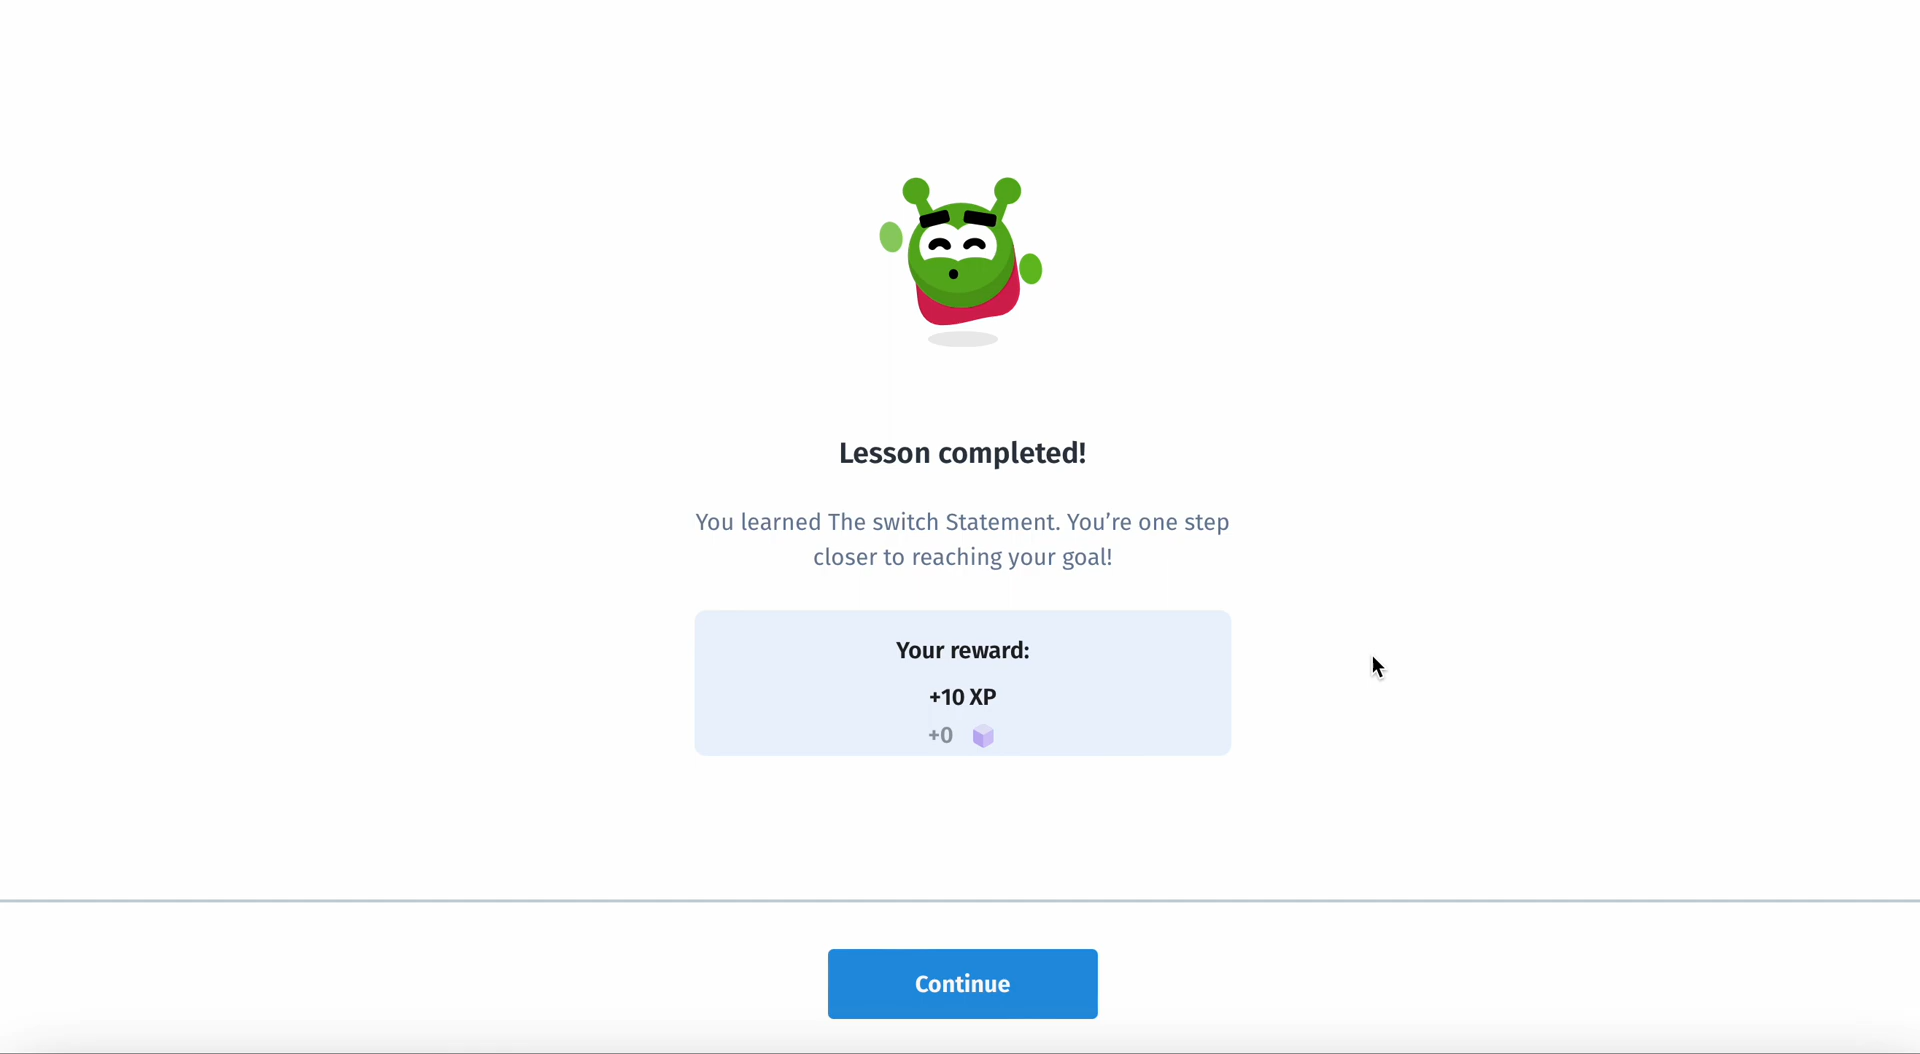 Lesson completed!
You learned The switch Statement. You’re one step
closer to reaching your goal!
Your reward:
+10 XP
+0
Continue